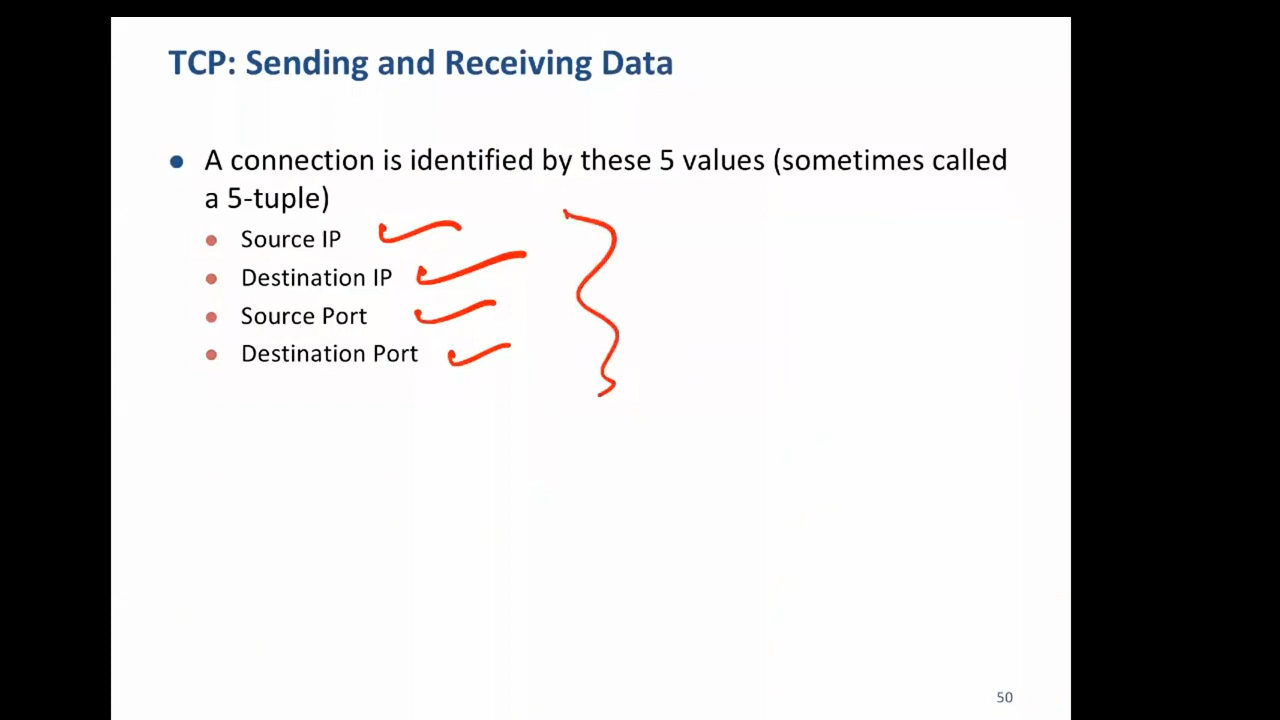 TCP: Sending and Receiving Data
A connection is identified by these 5 values (sometimes called
a 5-tuple)
Source IP
Destination IP
Source Port
Destination Port
50